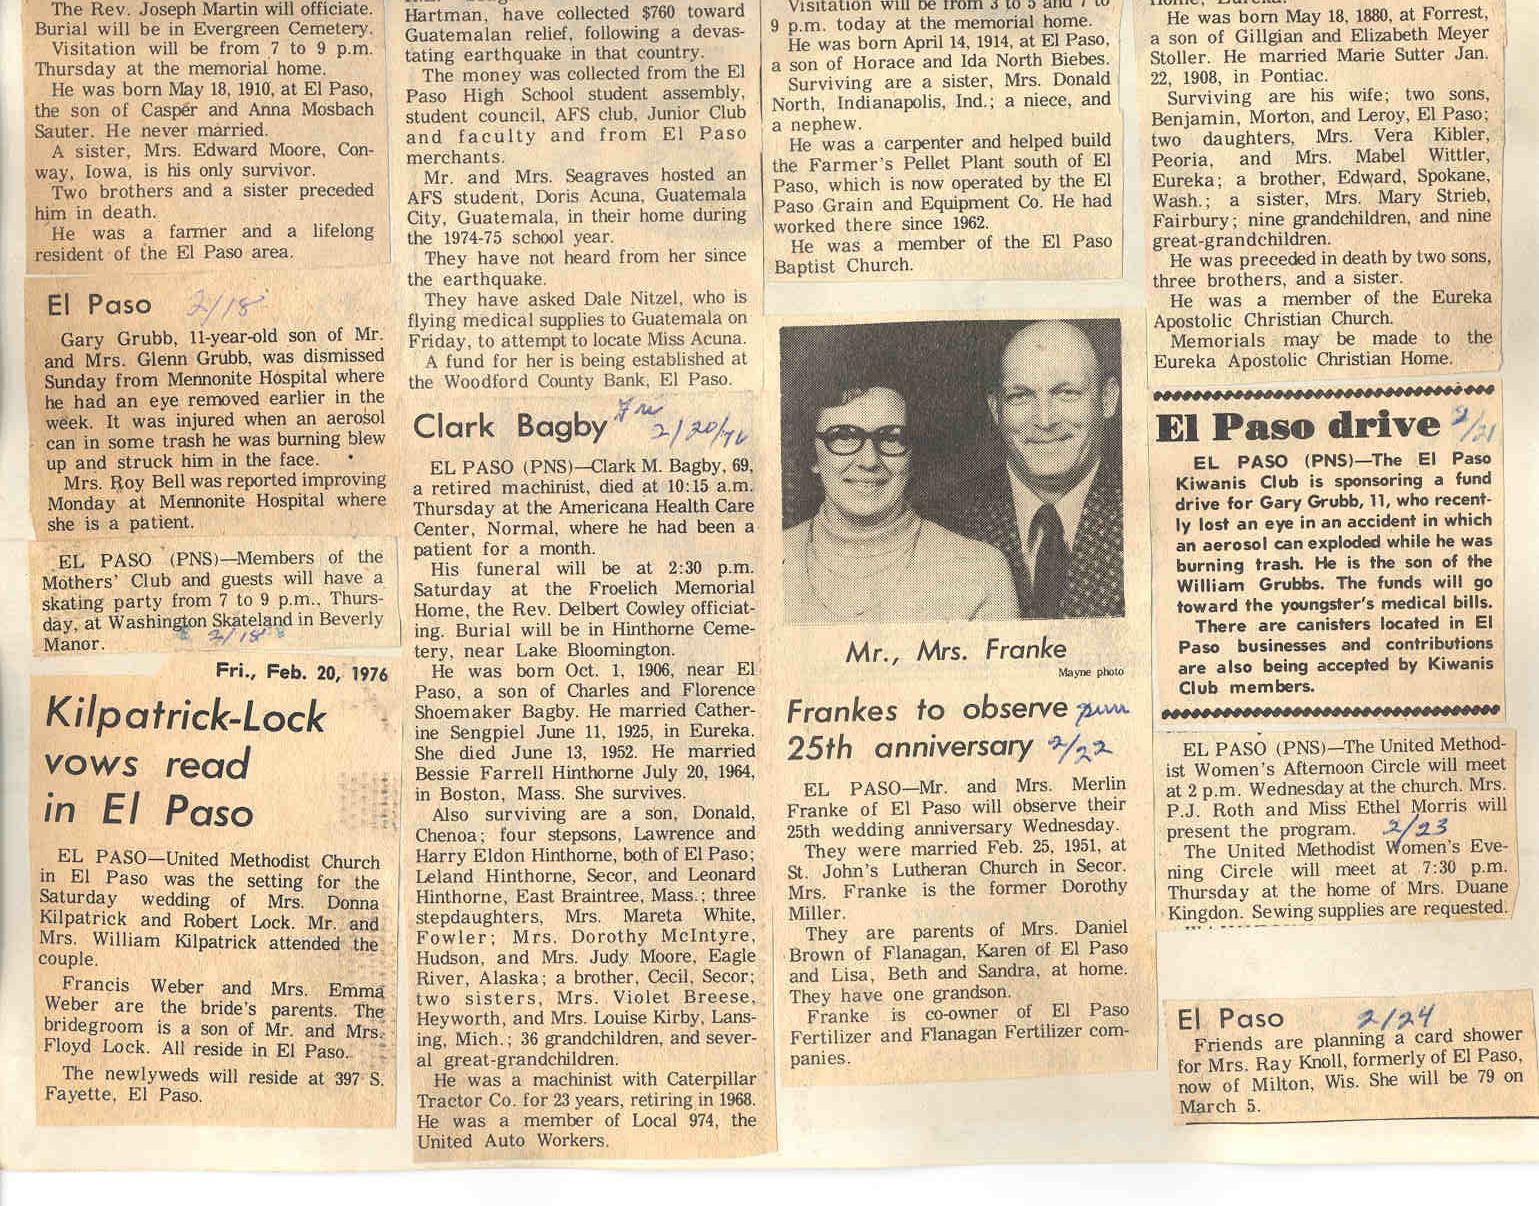 The Rev. Joseph Martin will officiate.
Burial will be in Evergreen Cemetery.
Visitation will be from 7 to 9 p.m.
Thursday at the memorial home.
He was born May 18, 1910, at El Paso,
the son of Casper and Anna Mosbach
Sauter. He never married.
A sister, Mrs. Edward Moore, Con-
way, Iowa, is his only survivor.
Two brothers and a sister preceded
him in death.
He was a farmer and a lifelong
resident of the El Paso area.
El Paso 2/18
Gary Grubb, 11-year-old son of Mr.
and Mrs. Glenn Grubb, was dismissed
Sunday from Mennonite Hospital where
he had an eye removed earlier in the
week. It was injured when an aerosol
can in some trash he was burning blew
up and struck him in the face.
Mrs. Roy Bell was reported improving
Monday at Mennonite Hospital where
she is a patient.
EL PASO (PNS)—Members of the
Mothers' Club and guests will have a
skating party from 7 to 9 p.m., Thurs-
day, at Washington Skateland in Beverly
Manor. 2/18
Fri., Feb. 20, 1976
Kilpatrick-Lock
vows read
in El Paso
EL PASO—United Methodist Church
in El Paso was the setting for the
Saturday wedding of Mrs. Donna
Kilpatrick and Robert Lock. Mr. and
Mrs. William Kilpatrick attended the
couple.
Francis Weber and Mrs. Emma
Weber are the bride's parents. The
bridegroom is a son of Mr. and Mrs.
Floyd Lock. All reside in El Paso.
The newlyweds will reside at 397 S.
Fayette, El Paso.
Hartman, have collected $760 toward
Guatemalan relief, following a devas-
tating earthquake in that country.
The money was collected from the El
Paso High School student assembly,
student council, AFS club, Junior Club
and faculty and from El Paso
merchants.
Mr. and Mrs. Seagraves hosted an
AFS student, Doris Acuna, Guatemala
City, Guatemala, in their home during
the 1974-75 school year.
They have not heard from her since
the earthquake.
They have asked Dale Nitzel, who is
flying medical supplies to Guatemala on
Friday, to attempt to locate Miss Acuna.
A fund for her is being established at
the Woodford County Bank, El Paso.
Clark Bagby 2/20/76
EL PASO (PNS)—Clark M. Bagby, 69,
a retired machinist, died at 10:15 a.m.
Thursday at the Americana Health Care
Center, Normal, where he had been a
patient for a month.
His funeral will be at 2:30 p.m.
Saturday at the Froelich Memorial
Home, the Rev. Delbert Cowley officiat-
ing. Burial will be in Hinthorne Ceme-
tery, near Lake Bloomington.
He was born Oct. 1, 1906, near El
Paso, a son of Charles and Florence
Shoemaker Bagby. He married Cather-
ine Sengpiel June 11, 1925, in Eureka.
She died June 13, 1952. He married
Bessie Farrell Hinthorne July 20, 1964,
in Boston, Mass. She survives.
Also surviving are a son, Donald,
Chenoa; four stepsons, Lawrence and
Harry Eldon Hinthorne, both of El Paso;
Leland Hinthorne, Secor, and Leonard
Hinthorne, East Braintree, Mass.; three
stepdaughters, Mrs. Mareta White,
Fowler; Mrs. Dorothy McIntyre,
Hudson, and Mrs. Judy Moore, Eagle
River, Alaska; a brother, Cecil, Secor;
two sisters, Mrs. Violet Breese,
Heyworth, and Mrs. Louise Kirby, Lans-
ing, Mich.; 36 grandchildren, and sever-
al great-grandchildren.
He was a machinist with Caterpillar
Tractor Co. for 23 years, retiring in 1968.
He was a member of Local 974, the
United Auto Workers.
Visitation will be from 3 to 5 and 7 to
9 p.m. today at the memorial home.
He was born April 14, 1914, at El Paso,
a son of Horace and Ida North Biebes.
Surviving are a sister, Mrs. Donald
North, Indianapolis, Ind.; a niece, and
a nephew.
He was a carpenter and helped build
the Farmer's Pellet Plant south of El
Paso, which is now operated by the El
Paso Grain and Equipment Co. He had
worked there since 1962.
He was a member of the El Paso
Baptist Church.
Mr., Mrs. Franke
Mayne photo
Frankes to observe
25th anniversary 2/22
EL PASO—Mr. and Mrs. Merlin
Franke of El Paso will observe their
25th wedding anniversary Wednesday.
They were married Feb. 25, 1951, at
St. John's Lutheran Church in Secor.
Mrs. Franke is the former Dorothy
Miller.
They are parents of Mrs. Daniel
Brown of Flanagan, Karen of El Paso
and Lisa, Beth and Sandra, at home.
They have one grandson.
Franke is co-owner of El Paso
Fertilizer and Flanagan Fertilizer com-
panies.
Home, Eureka.
He was born May 18, 1880, at Forrest,
a son of Gillgian and Elizabeth Meyer
Stoller. He married Marie Sutter Jan.
22, 1908, in Pontiac.
Surviving are his wife; two sons,
Benjamin, Morton, and Leroy, El Paso;
two daughters, Mrs. Vera Kibler,
Peoria, and Mrs. Mabel Wittler,
Eureka; a brother, Edward, Spokane,
Wash.; a sister, Mrs. Mary Strieb,
Fairbury; nine grandchildren, and nine
great-grandchildren.
He was preceded in death by two sons,
three brothers, and a sister.
He was a member of the Eureka
Apostolic Christian Church.
Memorials may be made to the
Eureka Apostolic Christian Home.
El Paso drive 2/21
EL PASO (PNS)—The El Paso
Kiwanis Club is sponsoring a fund
drive for Gary Grubb, 11, who recent-
ly lost an eye in an accident in which
an aerosol can exploded while he was
burning trash. He is the son of the
William Grubbs. The funds will go
toward the youngster's medical bills.
There are canisters located in El
Paso businesses and contributions
are also being accepted by Kiwanis
Club members.
EL PASO (PNS)—The United Method-
ist Women's Afternoon Circle will meet
at 2 p.m. Wednesday at the church. Mrs.
P.J. Roth and Miss Ethel Morris will
present the program. 2/23
The United Methodist Women's Eve-
ning Circle will meet at 7:30 p.m.
Thursday at the home of Mrs. Duane
Kingdon. Sewing supplies are requested.
El Paso 2/24
Friends are planning a card shower
for Mrs. Ray Knoll, formerly of El Paso,
now of Milton, Wis. She will be 79 on
March 5.